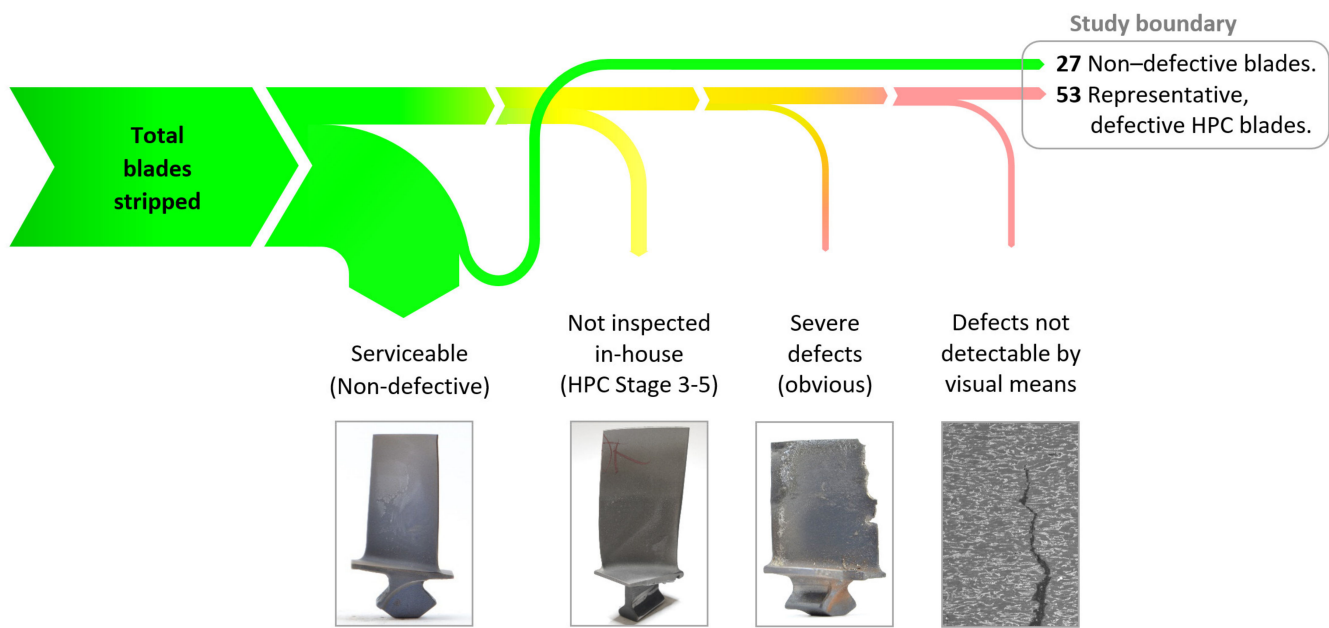 Study boundary
27 Non–defective blades.
53 Representative,
defective HPC blades.
Total
blades
stripped
Serviceable
(Non-defective)
Not inspected
in-house
(HPC Stage 3-5)
Severe
defects
(obvious)
Defects not
detectable by
visual means